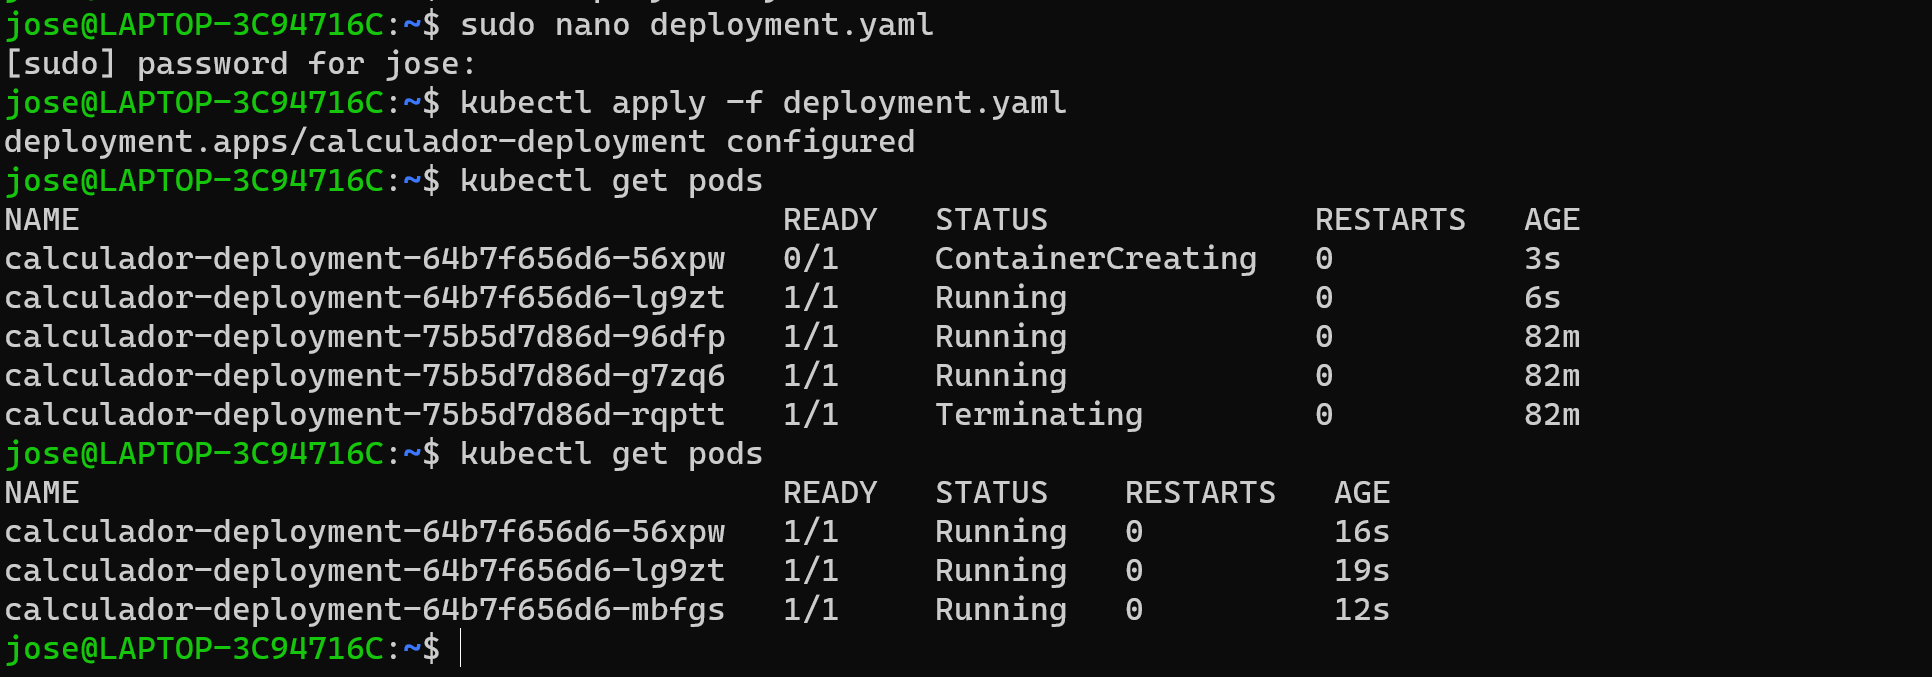 jose@LAPTOP-3C94716C:~$ sudo nano deployment.yaml
[sudo] password for jose:
jose@LAPTOP-3C94716C:~$ kubectl apply -f deployment.yaml
deployment.apps/calculador-deployment configured
jose@LAPTOP-3C94716C:~$ kubectl get pods
NAME                                     READY   STATUS              RESTARTS   AGE
calculador-deployment-64b7f656d6-56xpw   0/1     ContainerCreating   0          3s
calculador-deployment-64b7f656d6-lg9zt   1/1     Running             0          6s
calculador-deployment-75b5d7d86d-96dfp   1/1     Running             0          82m
calculador-deployment-75b5d7d86d-g7zq6   1/1     Running             0          82m
calculador-deployment-75b5d7d86d-rqptt   1/1     Terminating         0          82m
jose@LAPTOP-3C94716C:~$ kubectl get pods
NAME                                     READY   STATUS    RESTARTS   AGE
calculador-deployment-64b7f656d6-56xpw   1/1     Running   0          16s
calculador-deployment-64b7f656d6-lg9zt   1/1     Running   0          19s
calculador-deployment-64b7f656d6-mbfgs   1/1     Running   0          12s
jose@LAPTOP-3C94716C:~$